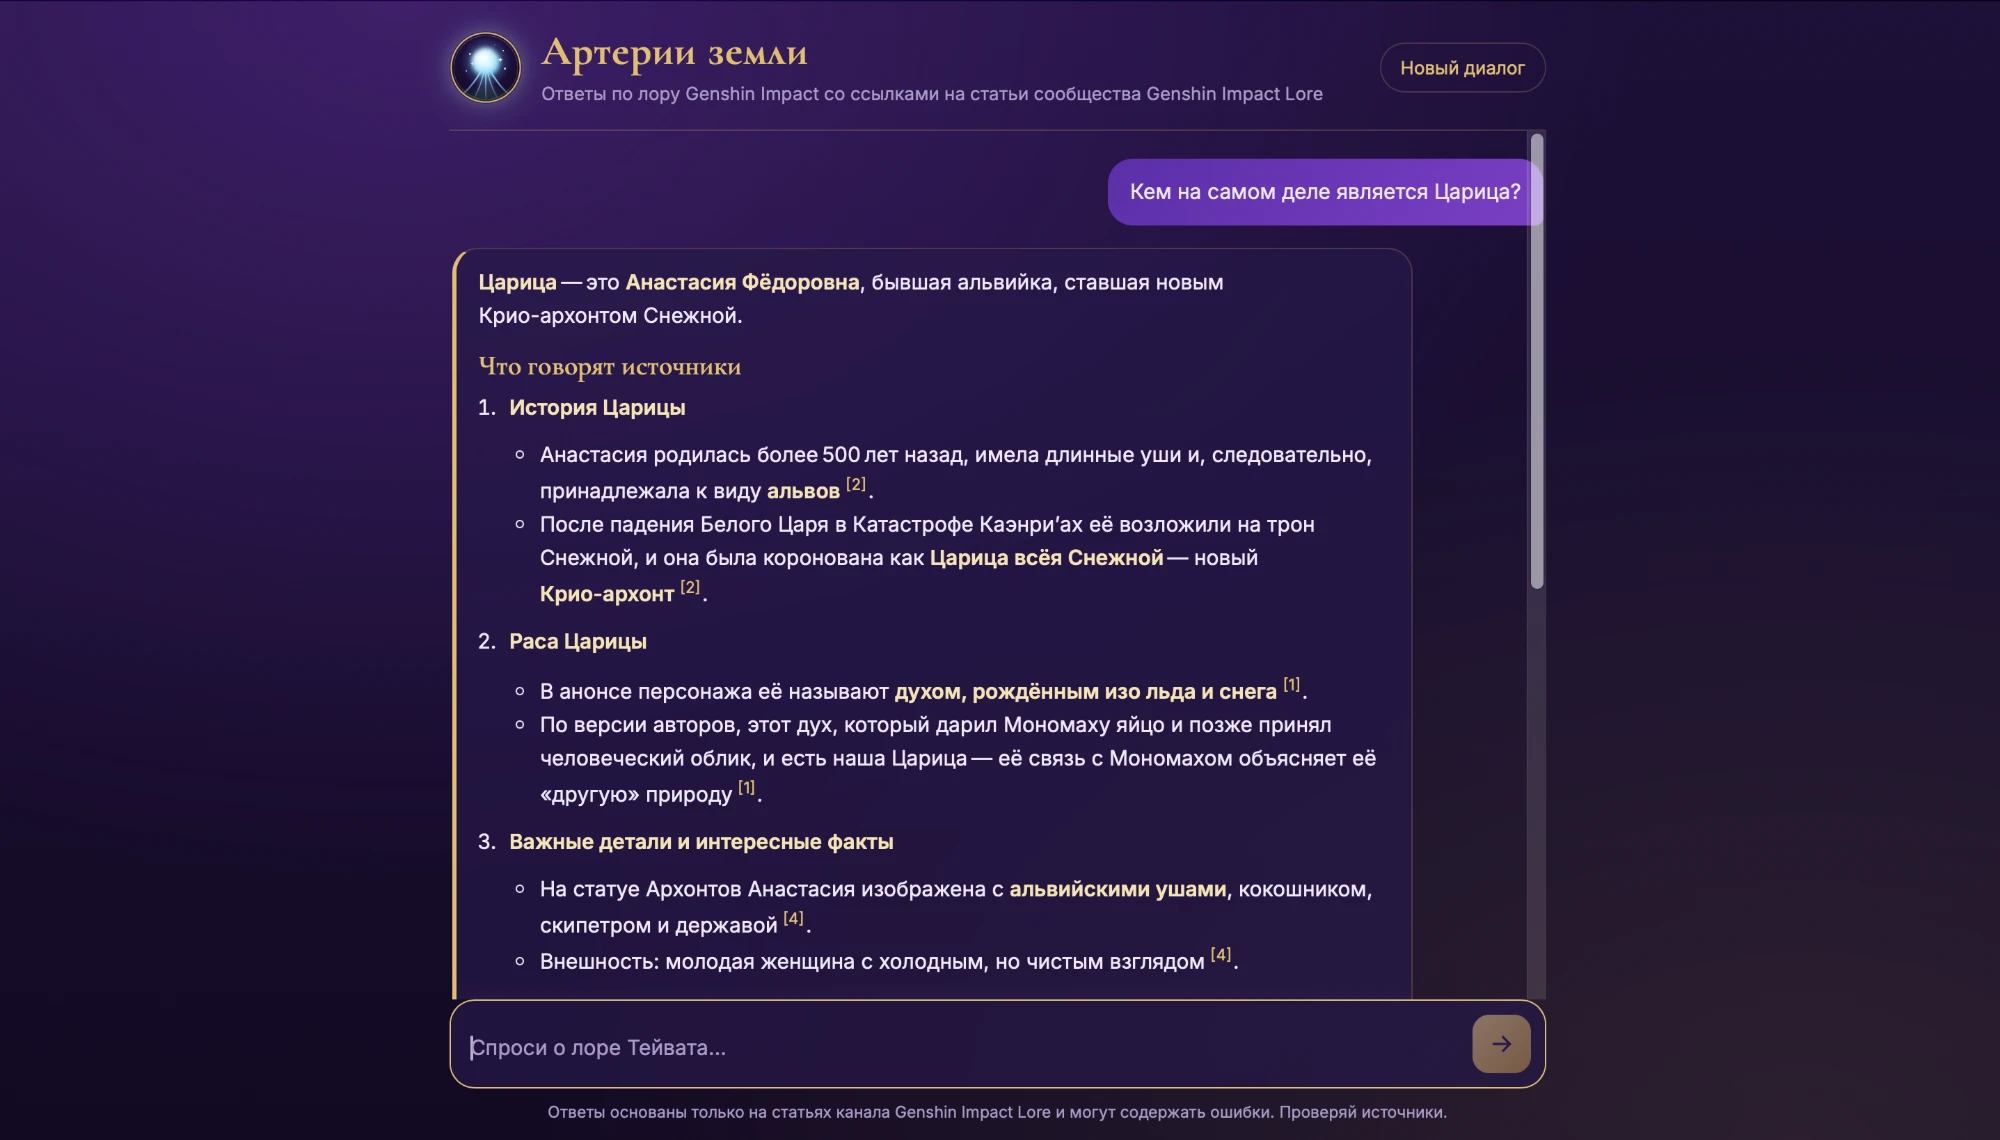 Артерии земли
Ответы по лору Genshin Impact со ссылками на статьи сообщества Genshin Impact Lore
Новый диалог
Кем на самом деле является Царица?
Царица — это Анастасия Фёдоровна, бывшая альвийка, ставшая новым
Крио-архонтом Снежной.
Что говорят источники
1. История Царицы
Анастасия родилась более 500 лет назад, имела длинные уши и, следовательно,
принадлежала к виду альвов [2].
После падения Белого Царя в Катастрофе Каэнри'ах её возложили на трон
Снежной, и она была коронована как Царица всёя Снежной — новый
Крио-архонт [2].
2. Раса Царицы
В анонсе персонажа её называют духом, рождённым изо льда и снега [1].
По версии авторов, этот дух, который дарил Мономаху яйцо и позже принял
человеческий облик, и есть наша Царица — её связь с Мономахом объясняет её
«другую» природу [1].
3. Важные детали и интересные факты
На статуе Архонтов Анастасия изображена с альвийскими ушами, кокошником,
скипетром и державой [4].
Внешность: молодая женщина с холодным, но чистым взглядом [4].
Спроси о лоре Тейвата...
Ответы основаны только на статьях канала Genshin Impact Lore и могут содержать ошибки. Проверяй источники.